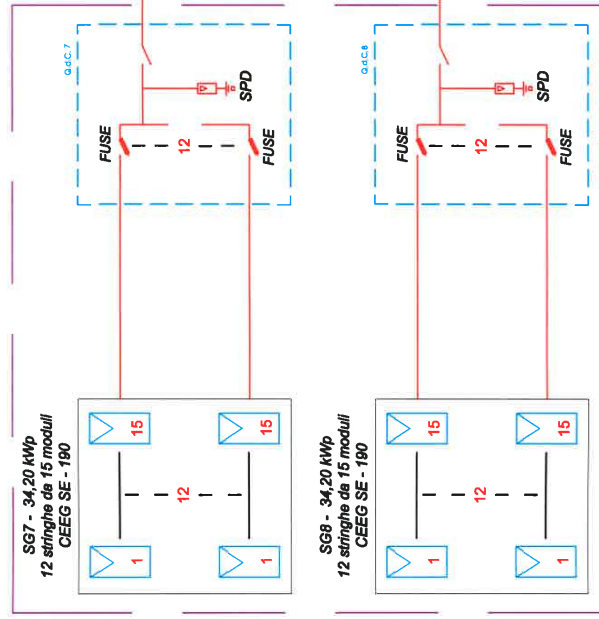 SG7 - 34,20 kWp
12 stringhe da 15 moduli
CEEG SE - 190
1
15
12
1
15
Q.d.C. 7
FUSE
12
FUSE
SPD
SG8 - 34,20 kWp
12 stringhe da 15 moduli
CEEG SE - 190
1
15
12
1
15
Q.d.C. 8
FUSE
12
FUSE
SPD